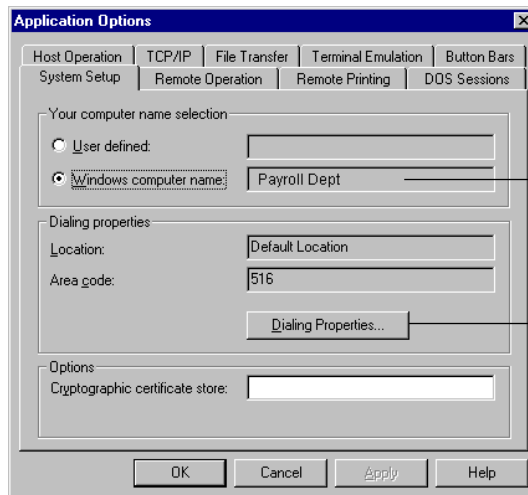 Application Options
Host Operation TCP/IP File Transfer Terminal Emulation Button Bars
System Setup Remote Operation Remote Printing DOS Sessions
Your computer name selection
User defined:
Windows computer name: Payroll Dept
Dialing properties
Location: Default Location
Area code: 516
Dialing Properties...
Options
Cryptographic certificate store:
OK Cancel Apply Help